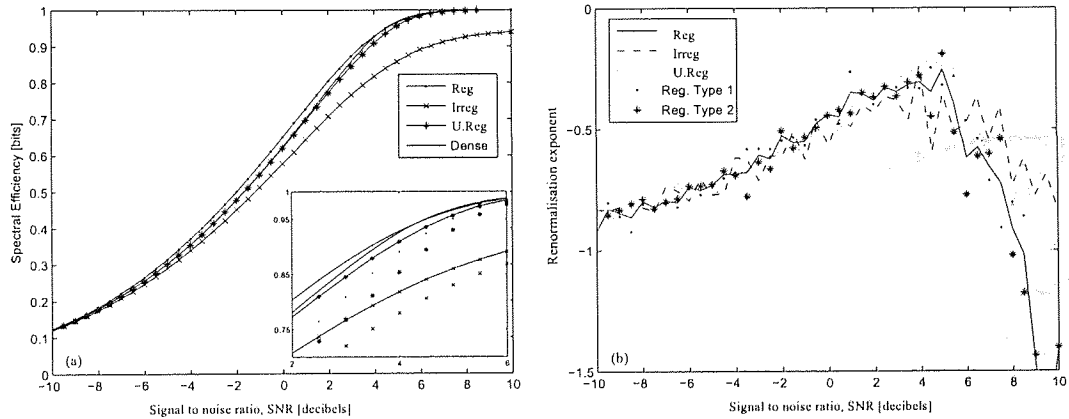 1
0.9
0.8
0.7
0.6
0.5
0.4
0.3
0.2
0.1
0
Spectral Efficiency [bits]
Reg
Irreg
U.Reg
Dense
1
0.95
0.85
0.75
2
4
6
(a)
−10
−8
−6
−4
−2
0
2
4
6
8
10
Signal to noise ratio, SNR [decibels]
−0
−0.5
−1
−1.5
Renormalisation exponent
Reg
Irreg
U.Reg
Reg. Type 1
Reg. Type 2
(b)
−10
−8
−6
−4
−2
0
2
4
6
8
10
Signal to noise ratio, SNR [decibels]